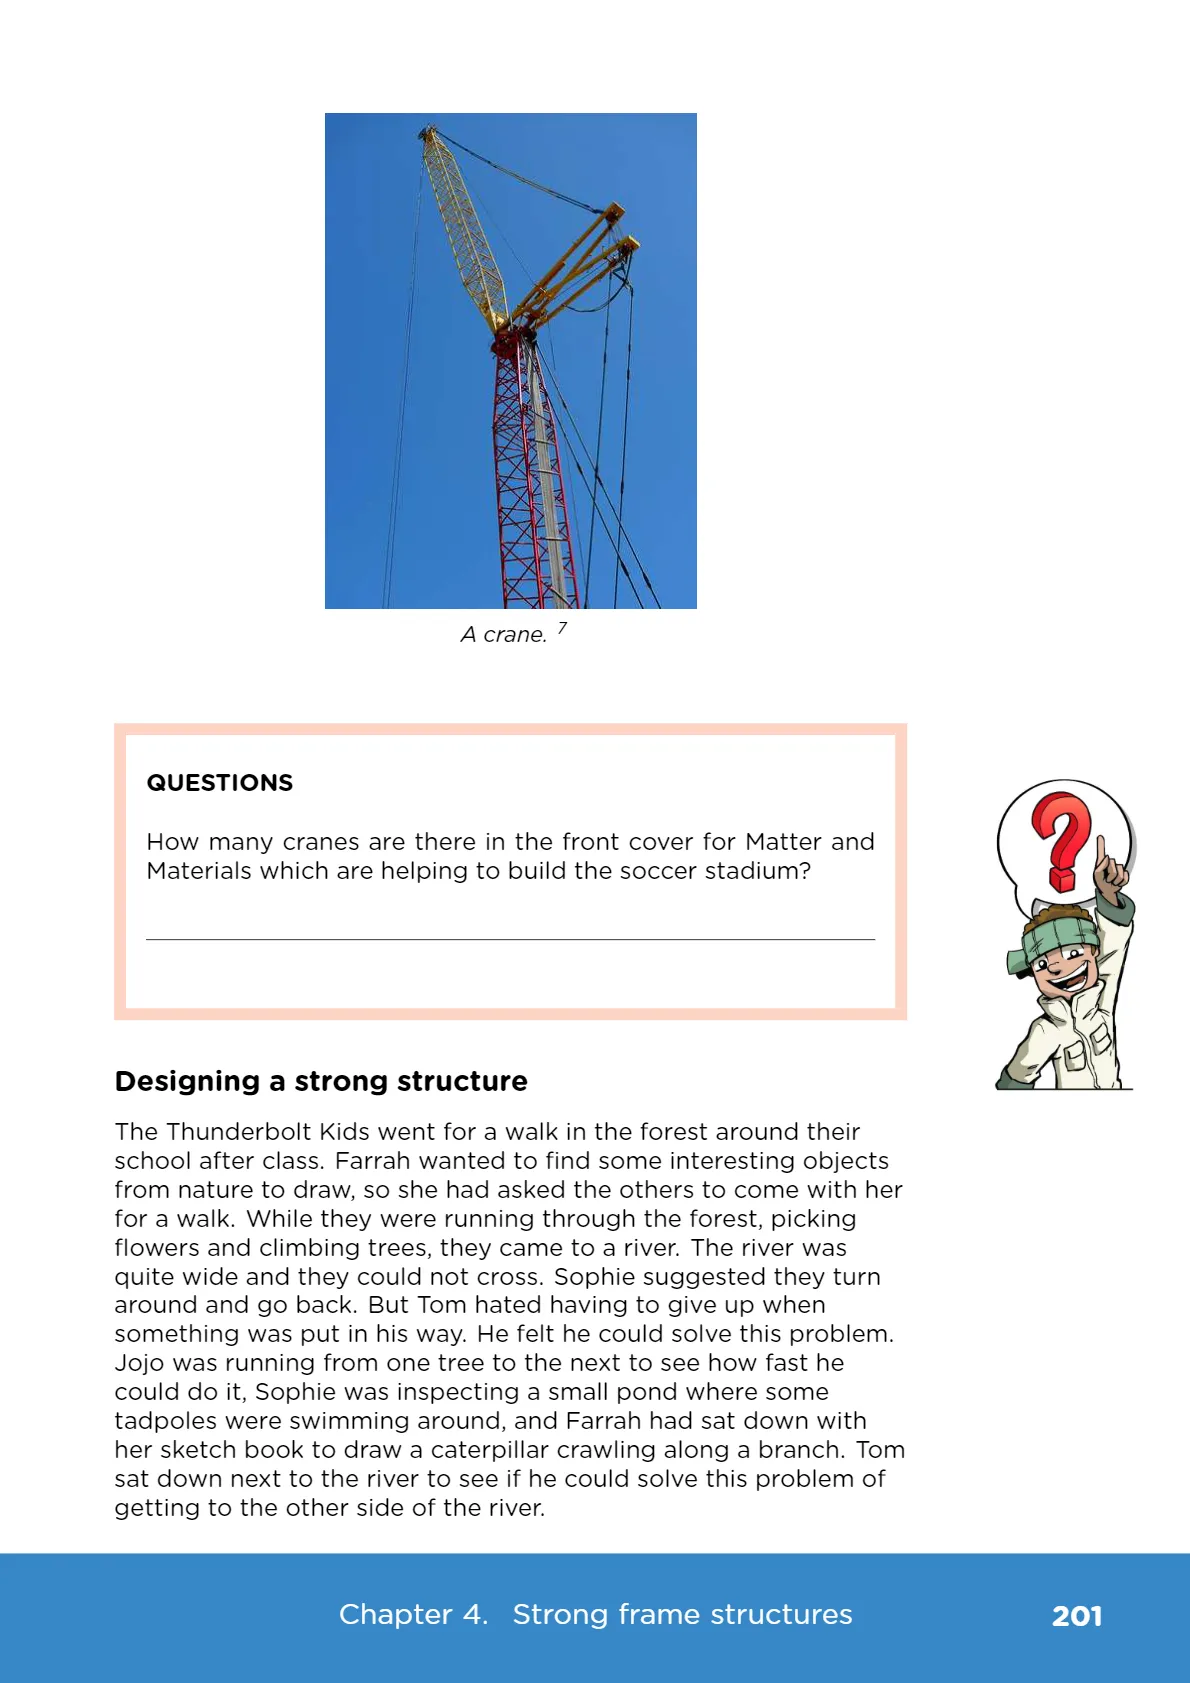 A crane. 7
QUESTIONS
How many cranes are there in the front cover for Matter and
Materials which are helping to build the soccer stadium?
Designing a strong structure
The Thunderbolt Kids went for a walk in the forest around their
school after class. Farrah wanted to find some interesting objects
from nature to draw, so she had asked the others to come with her
for a walk. While they were running through the forest, picking
flowers and climbing trees, they came to a river. The river was
quite wide and they could not cross. Sophie suggested they turn
around and go back. But Tom hated having to give up when
something was put in his way. He felt he could solve this problem.
Jojo was running from one tree to the next to see how fast he
could do it, Sophie was inspecting a small pond where some
tadpoles were swimming around, and Farrah had sat down with
her sketch book to draw a caterpillar crawling along a branch. Tom
sat down next to the river to see if he could solve this problem of
getting to the other side of the river.
Chapter 4. Strong frame structures 201